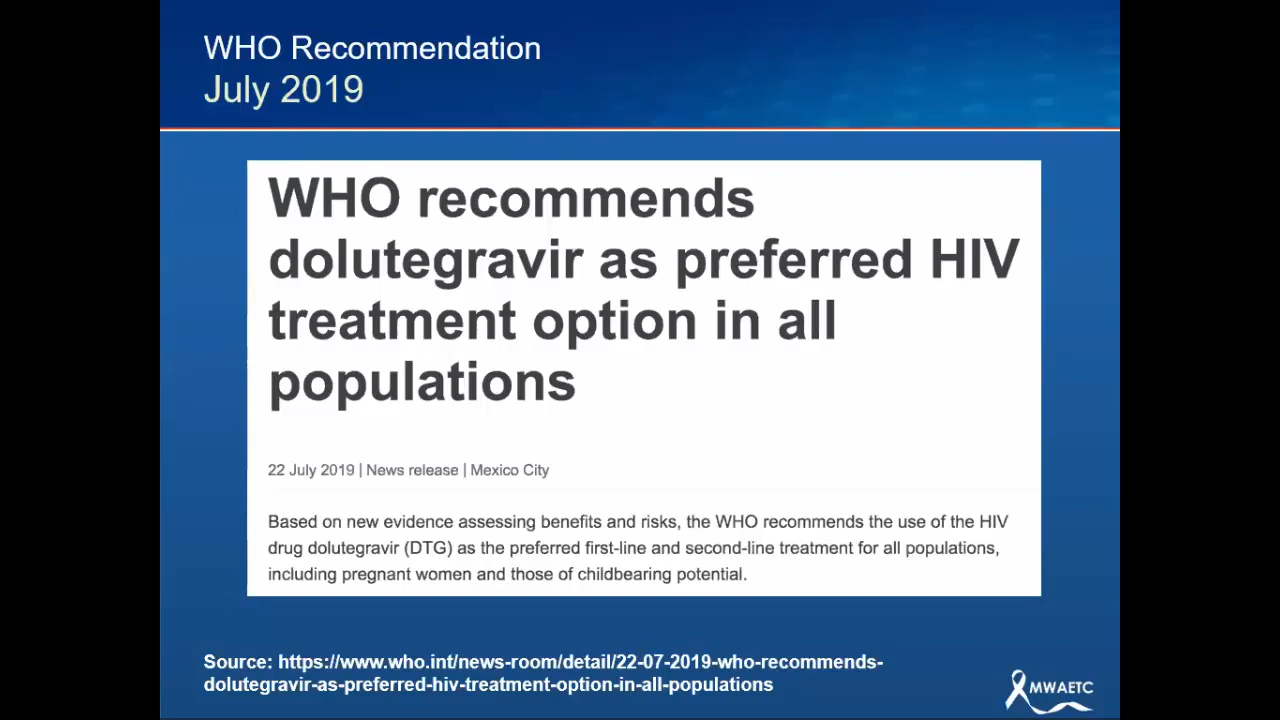 WHO Recommendation
July 2019
WHO recommends
dolutegravir as preferred HIV
treatment option in all
populations
22 July 2019 | News release | Mexico City
Based on new evidence assessing benefits and risks, the WHO recommends the use of the HIV
drug dolutegravir (DTG) as the preferred first-line and second-line treatment for all populations,
including pregnant women and those of childbearing potential.
Source: https://www.who.int/news-room/detail/22-07-2019-who-recommends-
dolutegravir-as-preferred-hiv-treatment-option-in-all-populations
MWAETC